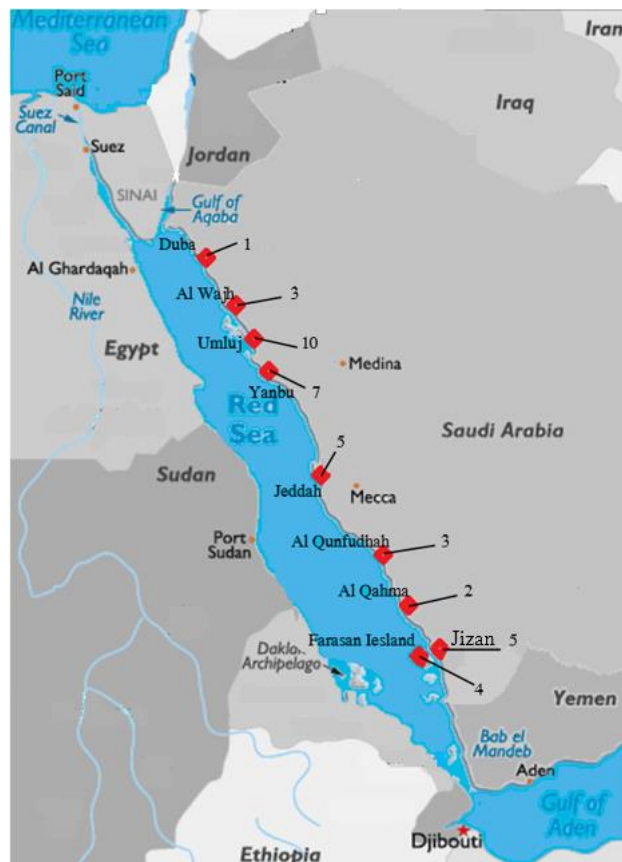 Mediterranean
Sea
Iran
Port
Said
Iraq
Suez
Canal
Suez
Jordan
SINAI
Gulf of
Aqaba
Duba
1
Al Ghardaqah
Al Wajh
3
Nile
River
Umluj
10
Egypt
Medina
Yanbu
7
Red
Sea
Saudi Arabia
5
Sudan
Jeddah
Mecca
Port
Sudan
Al Qunfudhah
3
Al Qahma
2
Farasan Iesland
Jizan
5
Archipelago
4
Yemen
Bab el
Mandeb
Aden
Gulf of
Aden
Djibouti
Ethiopia